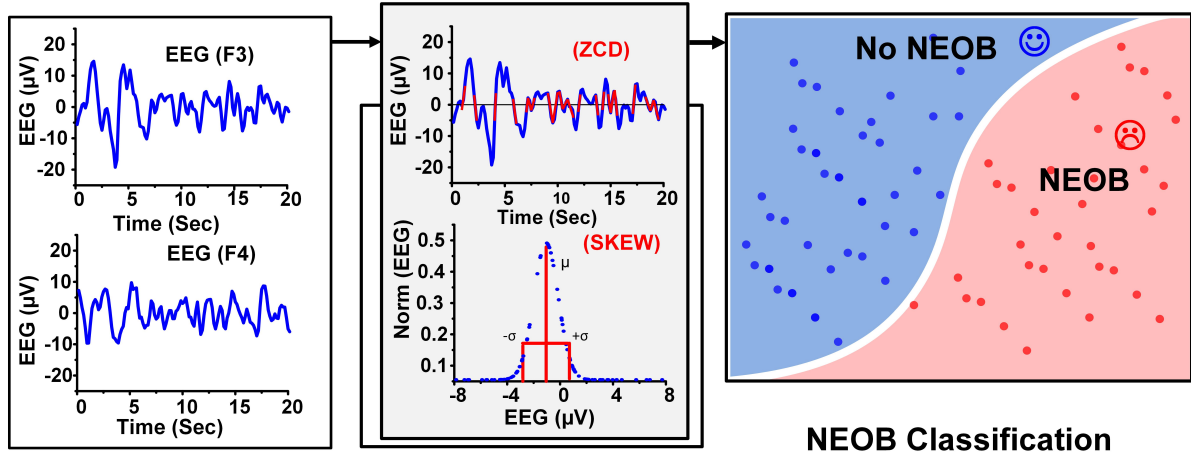 EEG (F3)
EEG (µV)
20
10
0
-10
-20
0 5 10 15 20
Time (Sec)
EEG (F4)
EEG (µV)
20
10
0
-10
-20
0 5 10 15 20
Time (Sec)
(ZCD)
EEG (µV)
20
10
0
-10
-20
0 5 10 15 20
Time (Sec)
(SKEW)
Norm (EEG)
0.5
0.4
0.3
0.2
0.1
µ
-σ +σ
-8 -4 0 4 8
EEG (µV)
No NEOB
NEOB
NEOB Classification